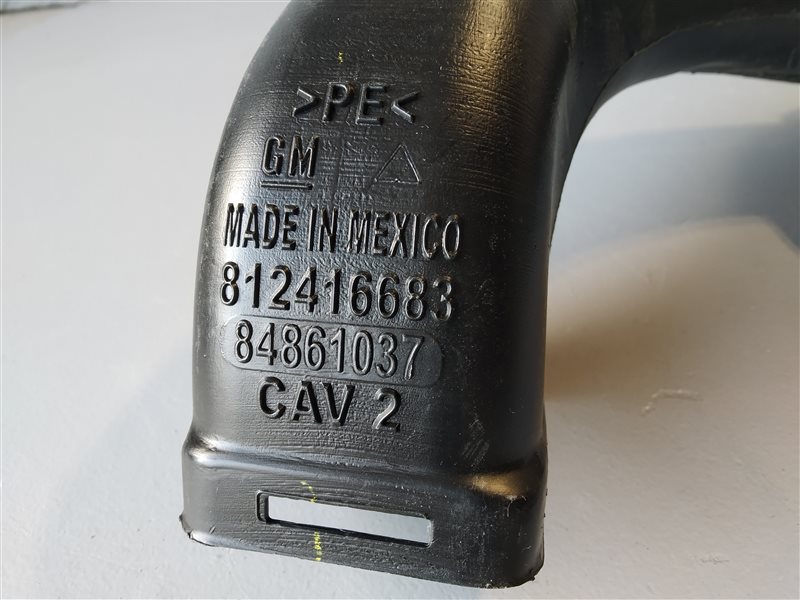 >PE<
GM
MADE IN MEXICO
812416683
84861037
CAV 2